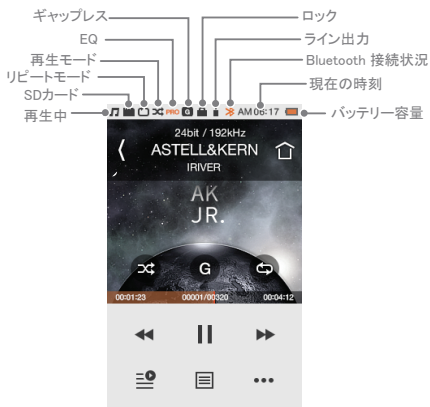 ギャップレス
EQ
再生モード
リピートモード
SDカード
再生中
ロック
ライン出力
Bluetooth 接続状況
現在の時刻
バッテリー容量
PRO G AM 06:17
24bit / 192kHz
ASTELL&KERN
IRIVER
AK
JR.
G
00:01:23 00001/00320 00:04:12